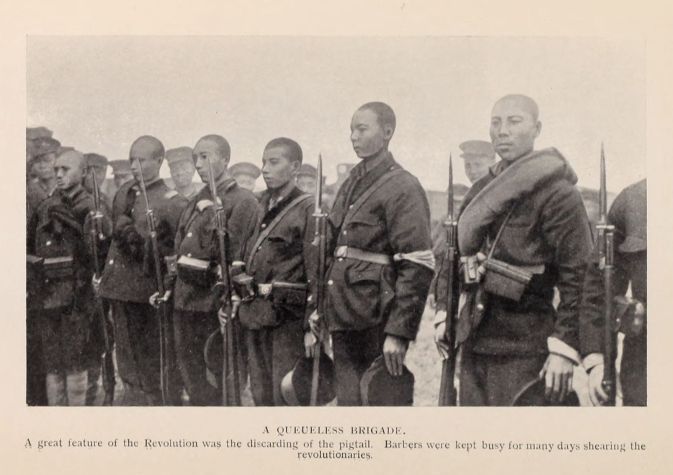 A QUEUELESS BRIGADE.
A great feature of the Revolution was the discarding of the pigtail. Barbers were kept busy for many days shearing the
revolutionaries.